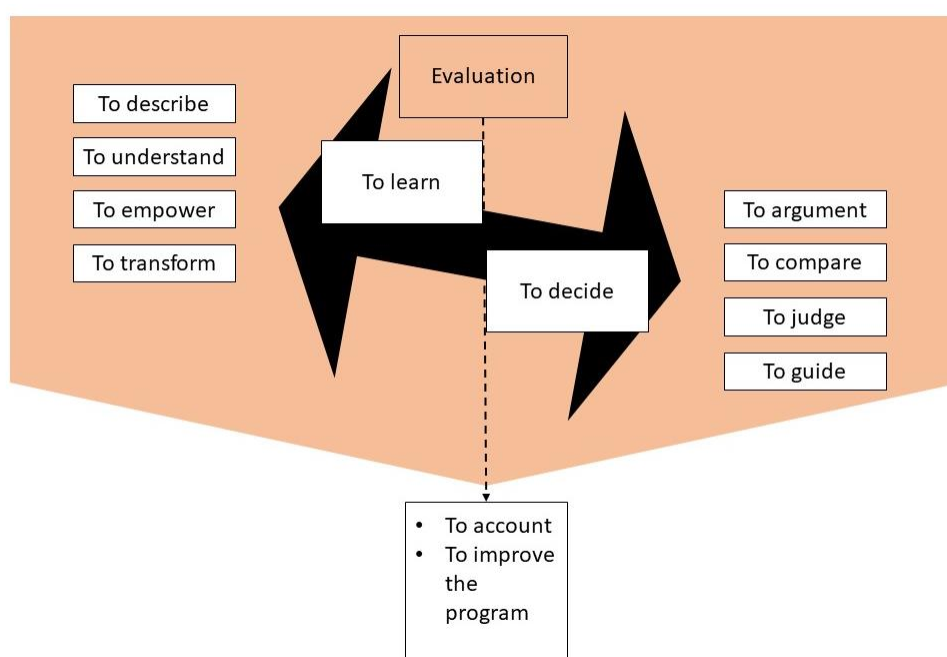 Evaluation
To describe
To understand
To empower
To transform
To learn
To decide
To argument
To compare
To judge
To guide
• To account
• To improve
the
program